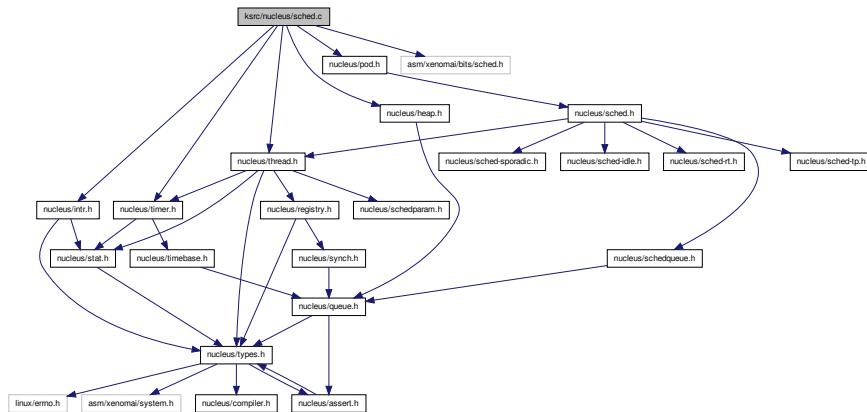 ksrc/nucleus/sched.c
nucleus/pod.h
asm/xenomai/bits/sched.h
nucleus/heap.h
nucleus/sched.h
nucleus/thread.h
nucleus/sched-sporadic.h
nucleus/sched-idle.h
nucleus/sched-rt.h
nucleus/sched-tp.h
nucleus/intr.h
nucleus/timer.h
nucleus/registry.h
nucleus/schedparam.h
nucleus/stat.h
nucleus/timebase.h
nucleus/synch.h
nucleus/schedqueue.h
nucleus/queue.h
nucleus/types.h
linux/errno.h
asm/xenomai/system.h
nucleus/compiler.h
nucleus/assert.h